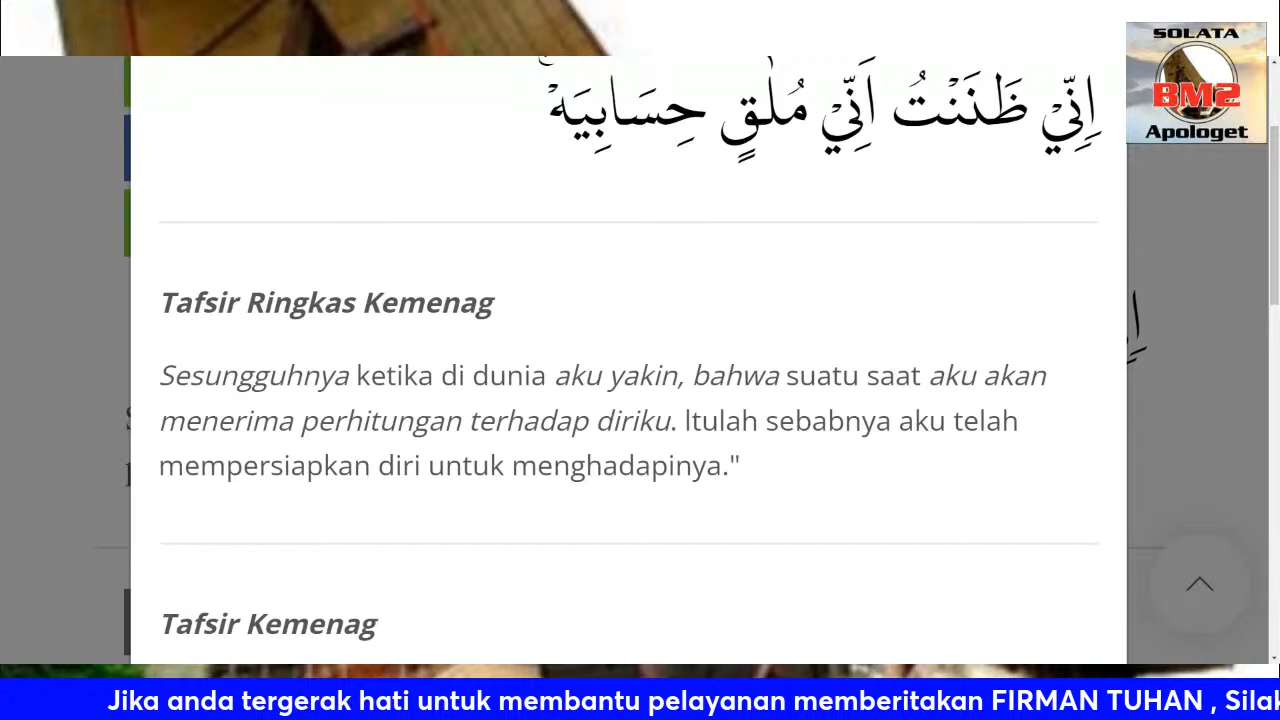 SOLATA
BM2
Apologet
اِنِّيْ ظَنَنْتُ اَنِّيْ مُلٰقٍ حِسَابِيَهْۚ
Tafsir Ringkas Kemenag
Sesungguhnya ketika di dunia aku yakin, bahwa suatu saat aku akan
menerima perhitungan terhadap diriku. Itulah sebabnya aku telah
mempersiapkan diri untuk menghadapinya."
Tafsir Kemenag
Jika anda tergerak hati untuk membantu pelayanan memberitakan FIRMAN TUHAN , Silah